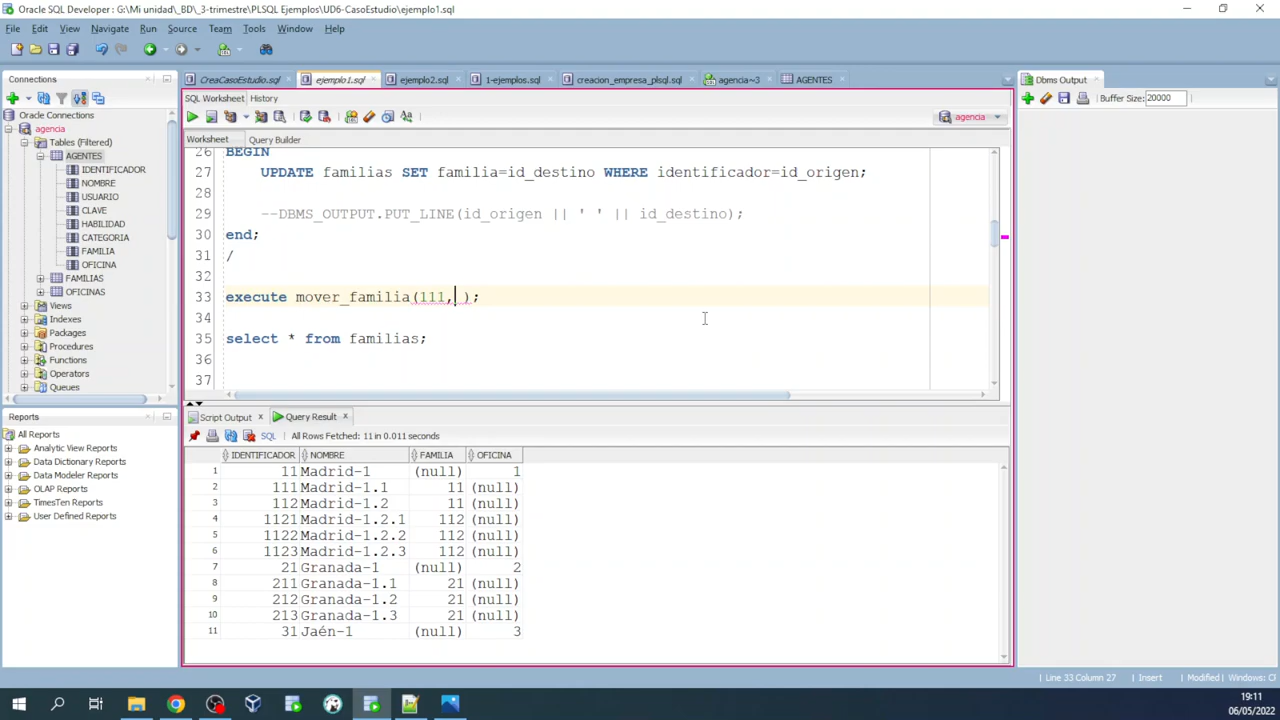 Oracle SQL Developer : G:\Mi unidad\_BD\_3-trimestre\PLSQL Ejemplos\UD6-CasoEstudio\ejemplo1.sql
File Edit View Navigate Run Source Team Tools Window Help
Connections
Oracle Connections
agencia
Tables (Filtered)
AGENTES
IDENTIFICADOR
NOMBRE
USUARIO
CLAVE
HABILIDAD
CATEGORIA
FAMILIA
OFICINA
FAMILIAS
OFICINAS
Views
Indexes
Packages
Procedures
Functions
Operators
Queues
Reports
All Reports
Analytic View Reports
Data Dictionary Reports
Data Modeler Reports
OLAP Reports
TimesTen Reports
User Defined Reports
CreaCasoEstudio.sql ejemplo1.sql ejemplo2.sql 1-ejemplos.sql creacion_empresa_plsql.sql agencia~3 AGENTES
SQL Worksheet History
agencia
Worksheet Query Builder
26 BEGIN
27 UPDATE familias SET familia=id_destino WHERE identificador=id_origen;
28
29 --DBMS_OUTPUT.PUT_LINE(id_origen || ' ' || id_destino);
30 end;
31 /
32
33 execute mover_familia(111, );
34
35 select * from familias;
36
37
Script Output Query Result
SQL All Rows Fetched: 11 in 0.011 seconds
IDENTIFICADOR NOMBRE FAMILIA OFICINA
1 11 Madrid-1 (null) 1
2 111 Madrid-1.1 11 (null)
3 112 Madrid-1.2 11 (null)
4 1121 Madrid-1.2.1 112 (null)
5 1122 Madrid-1.2.2 112 (null)
6 1123 Madrid-1.2.3 112 (null)
7 21 Granada-1 (null) 2
8 211 Granada-1.1 21 (null)
9 212 Granada-1.2 21 (null)
10 213 Granada-1.3 21 (null)
11 31 Jaén-1 (null) 3
Dbms Output
Buffer Size: 20000
Line 33 Column 27 Insert Modified Windows: CF
19:11
06/05/2022